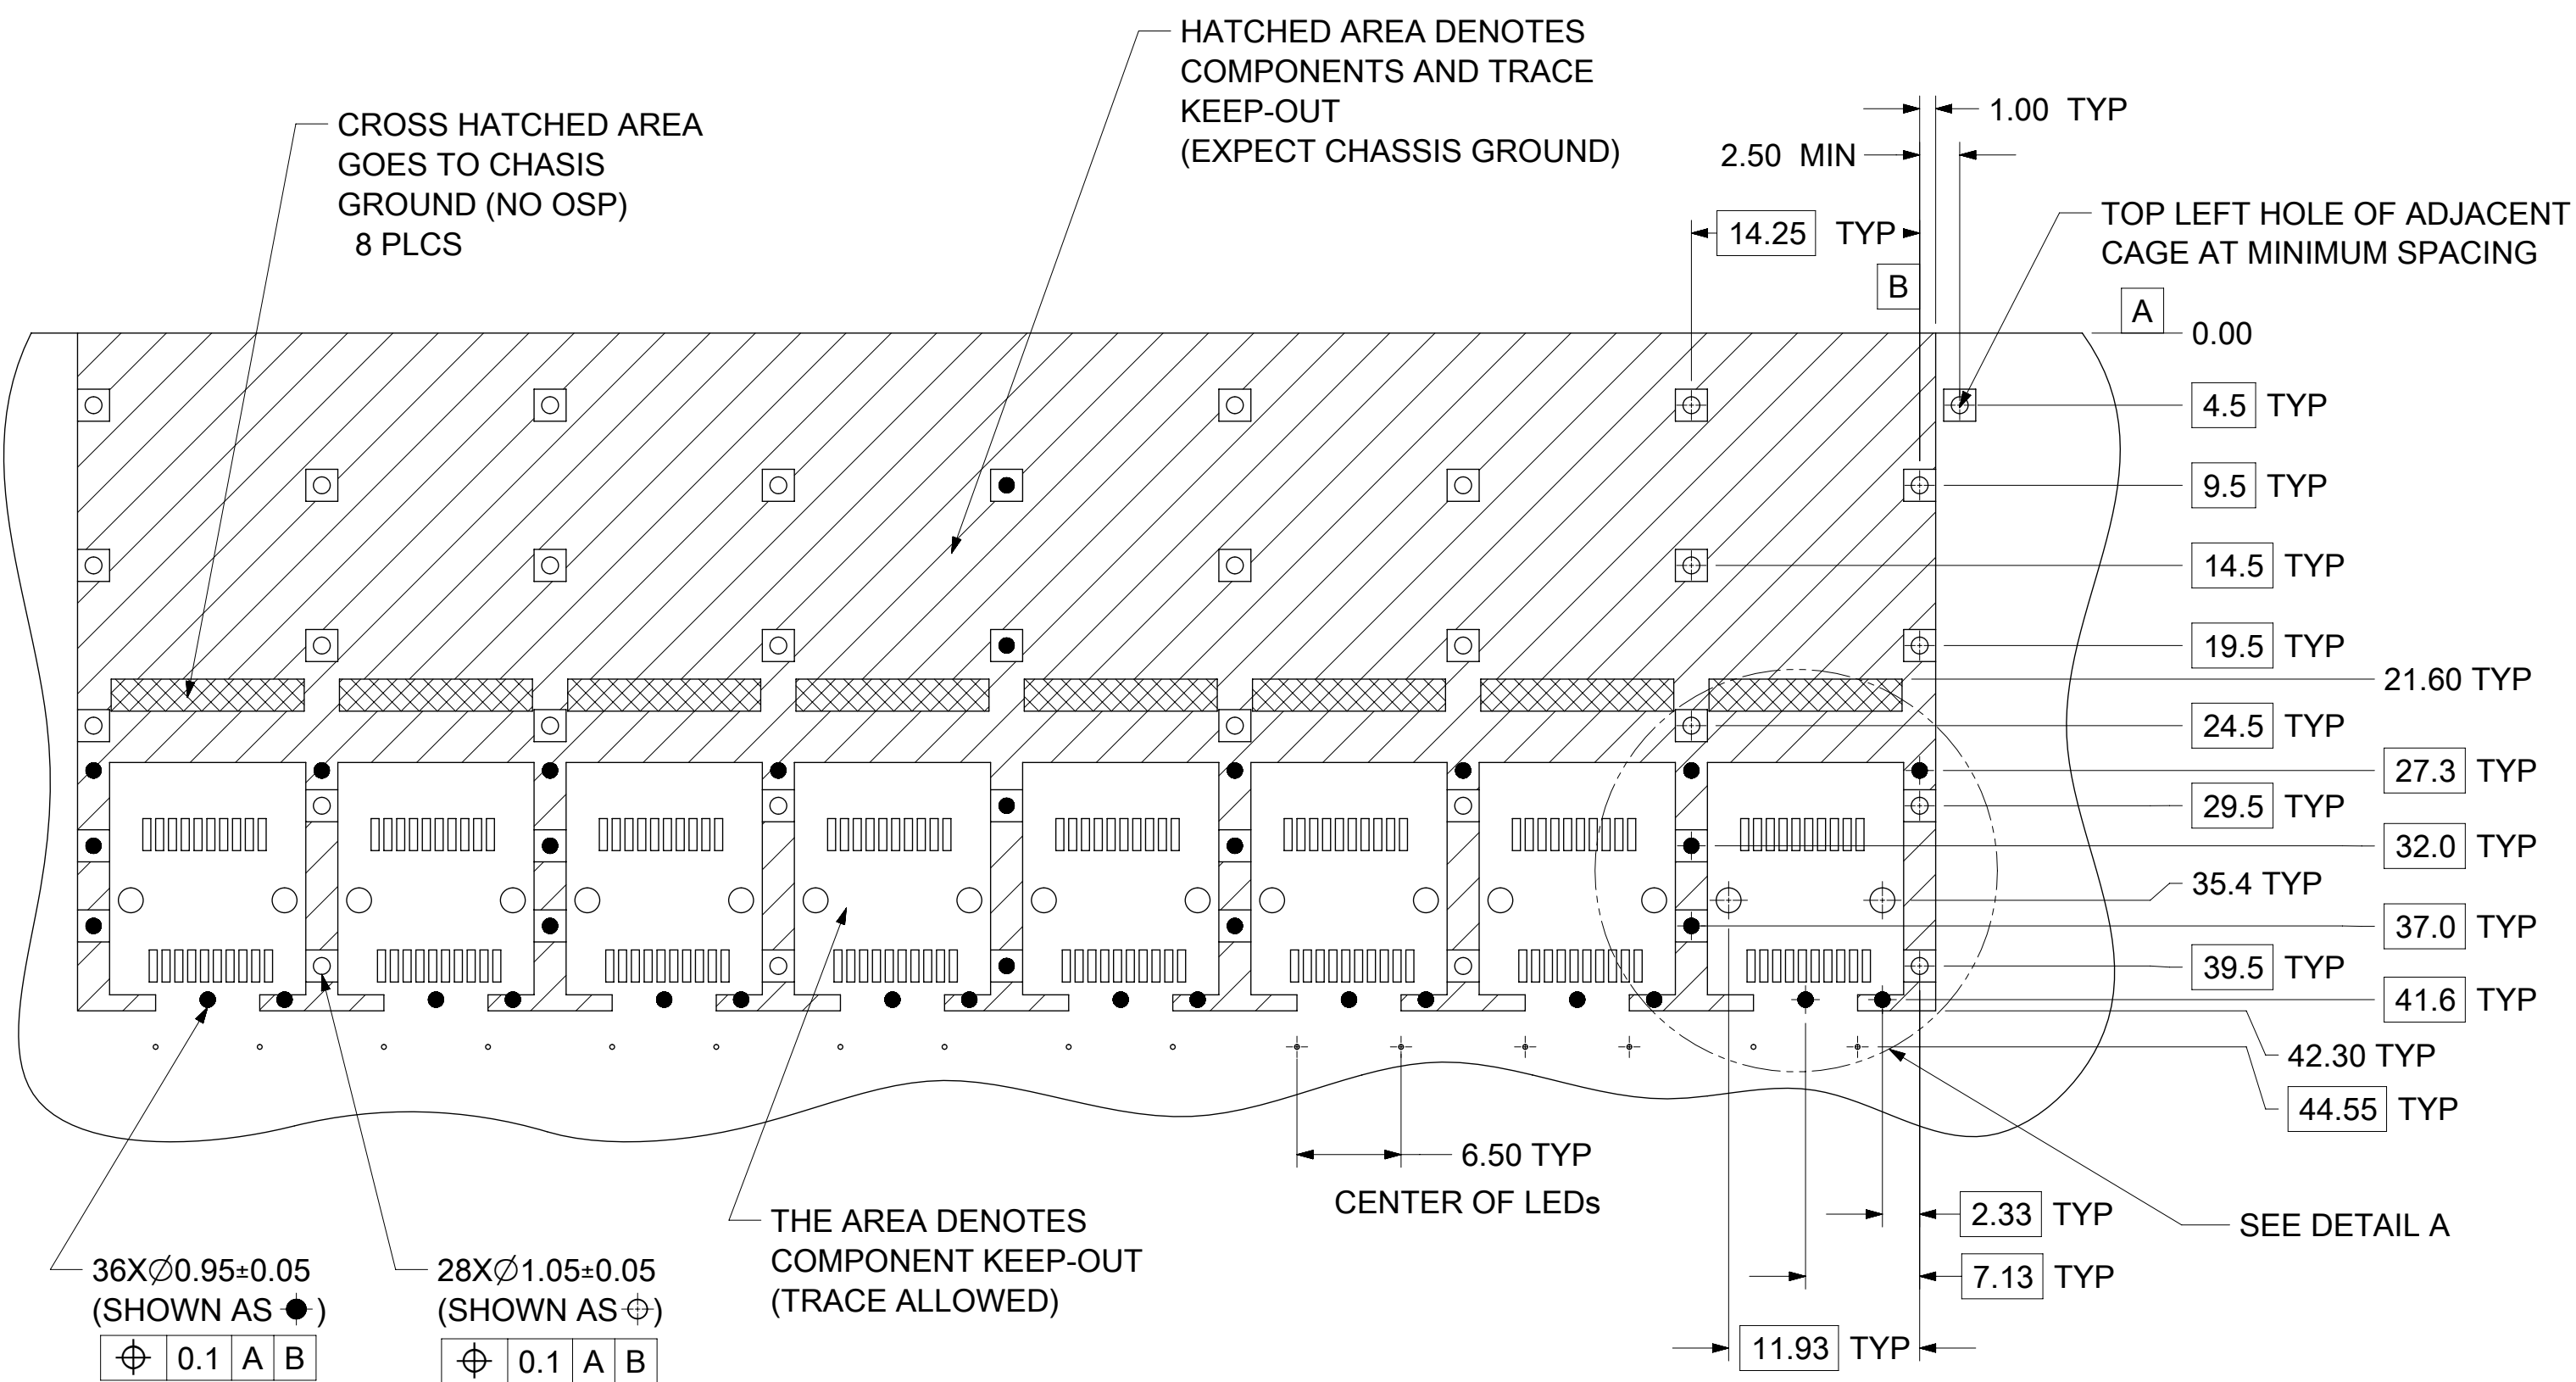 HATCHED AREA DENOTES
COMPONENTS AND TRACE
KEEP-OUT
(EXPECT CHASSIS GROUND)
CROSS HATCHED AREA
GOES TO CHASIS
GROUND (NO OSP)
8 PLCS
1.00 TYP
2.50 MIN
14.25 TYP
TOP LEFT HOLE OF ADJACENT
CAGE AT MINIMUM SPACING
B
A
0.00
4.5 TYP
9.5 TYP
14.5 TYP
19.5 TYP
21.60 TYP
24.5 TYP
27.3 TYP
29.5 TYP
32.0 TYP
35.4 TYP
37.0 TYP
39.5 TYP
41.6 TYP
42.30 TYP
44.55 TYP
6.50 TYP
CENTER OF LEDs
2.33 TYP
SEE DETAIL A
7.13 TYP
11.93 TYP
THE AREA DENOTES
COMPONENT KEEP-OUT
(TRACE ALLOWED)
36X∅0.95±0.05
(SHOWN AS )
⌖ 0.1 A B
28X∅1.05±0.05
(SHOWN AS ⌖)
⌖ 0.1 A B